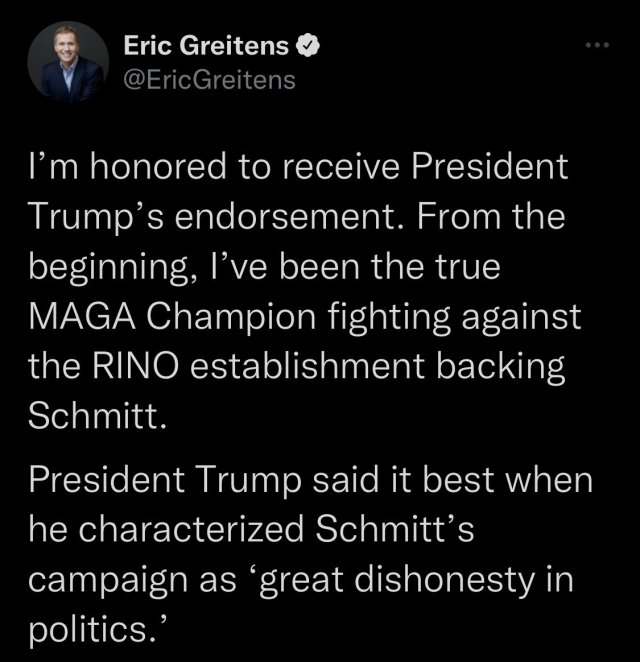 Eric Greitens
@EricGreitens
I’m honored to receive President
Trump’s endorsement. From the
beginning, I’ve been the true
MAGA Champion fighting against
the RINO establishment backing
Schmitt.
President Trump said it best when
he characterized Schmitt’s
campaign as ‘great dishonesty in
politics.’